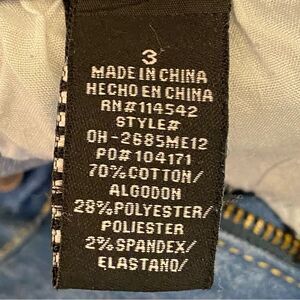 3
MADE IN CHINA
HECHO EN CHINA
RN#114542
STYLE#
OH-2685ME12
PO#104171
70%COTTON/
ALGODON
28%POLYESTER/
POLIESTER
2%SPANDEX/
ELASTANO/